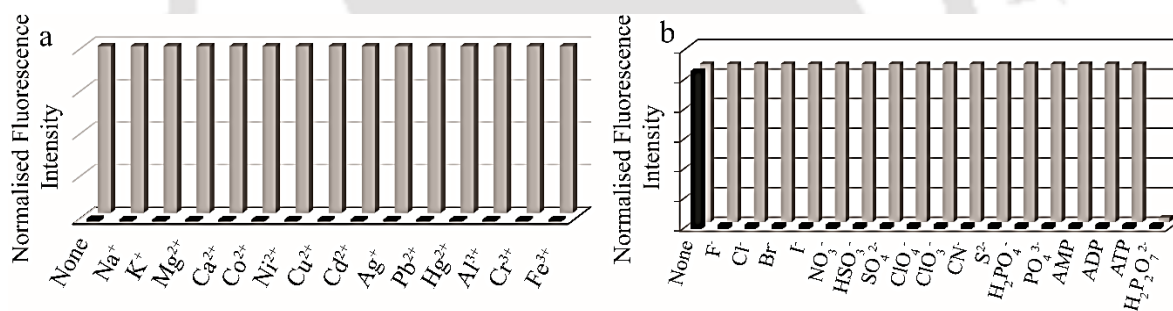 a
Normalised Fluorescence
Intensity
None
Na⁺
K⁺
Mg²⁺
Ca²⁺
Co²⁺
Ni²⁺
Cu²⁺
Cd²⁺
Ag⁺
Pb²⁺
Hg²⁺
Al³⁺
Cr³⁺
Fe³⁺
b
Normalised Fluorescence
Intensity
None
F⁻
Cl⁻
Br⁻
I⁻
NO₃⁻
HSO₃⁻
SO₄²⁻
ClO₄⁻
ClO₃⁻
CN⁻
S²⁻
H₂PO₄⁻
PO₄³⁻
AMP
ADP
ATP
H₂P₂O₇²⁻